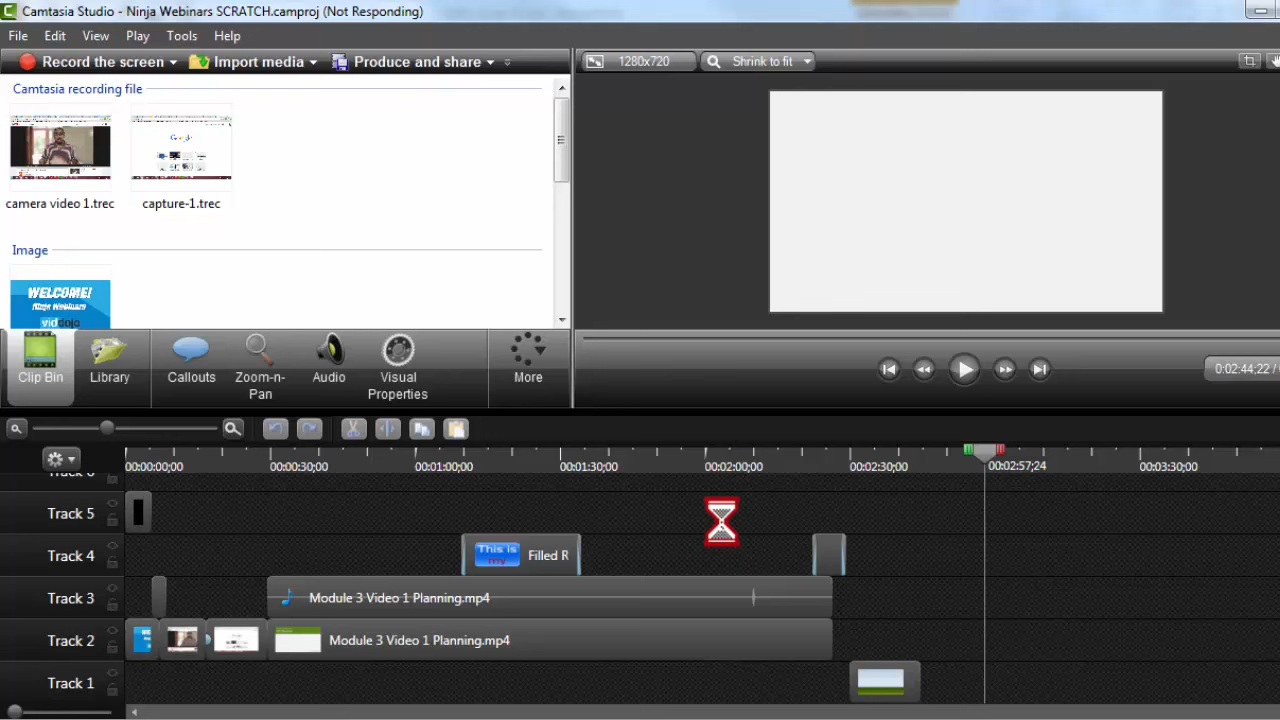 Camtasia Studio - Ninja Webinars SCRATCH.camproj (Not Responding)
File Edit View Play Tools Help
Record the screen Import media Produce and share 1280x720 Shrink to fit
Camtasia recording file
camera video 1.trec capture-1.trec
Image
WELCOME!
Ninja Webinars
viddojo
Clip Bin Library Callouts Zoom-n-Pan Audio Visual Properties More
0:02:44;22 /
00:00:00;00 00:00:30;00 00:01:00;00 00:01:30;00 00:02:00;00 00:02:30;00 00:02:57;24 00:03:30;00
Track 5
Track 4 This is my Filled R
Track 3 Module 3 Video 1 Planning.mp4
Track 2 Module 3 Video 1 Planning.mp4
Track 1